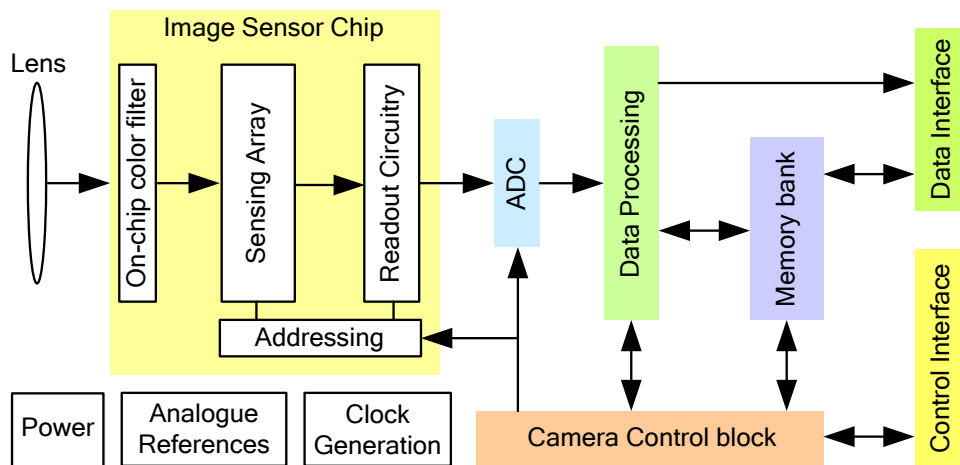 Image Sensor Chip
Lens
On-chip color filter
Sensing Array
Readout Circuitry
ADC
Data Processing
Memory bank
Data Interface
Addressing
Control Interface
Power
Analogue
References
Clock
Generation
Camera Control block